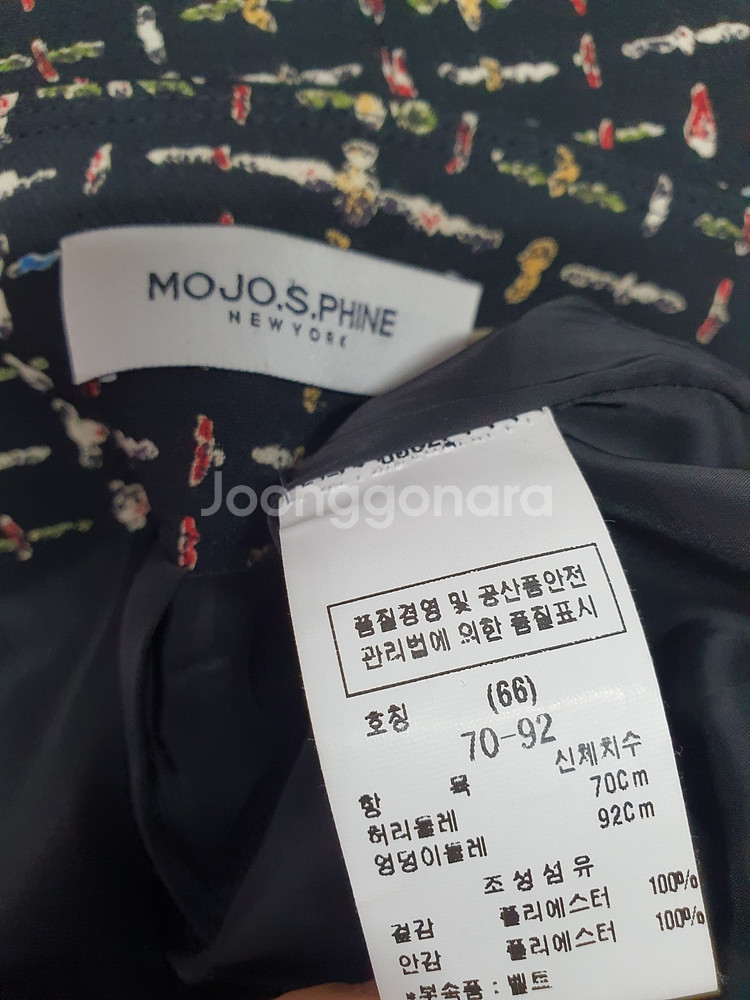 MOJO.S.PHINE
NEWYORK
Joonggonara
품질경영 및 공산품안전
관리법에 의한 품질표시
호칭 (66)
70-92
항 목 신체치수
허리둘레 70Cm
엉덩이둘레 92Cm
조성섬유
겉감 폴리에스터 100%
안감 폴리에스터 100%
*부속품 : 벨트